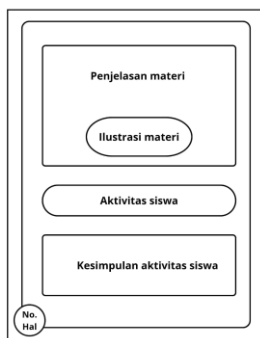 Penjelasan materi
Ilustrasi materi
Aktivitas siswa
Kesimpulan aktivitas siswa
No.
Hal